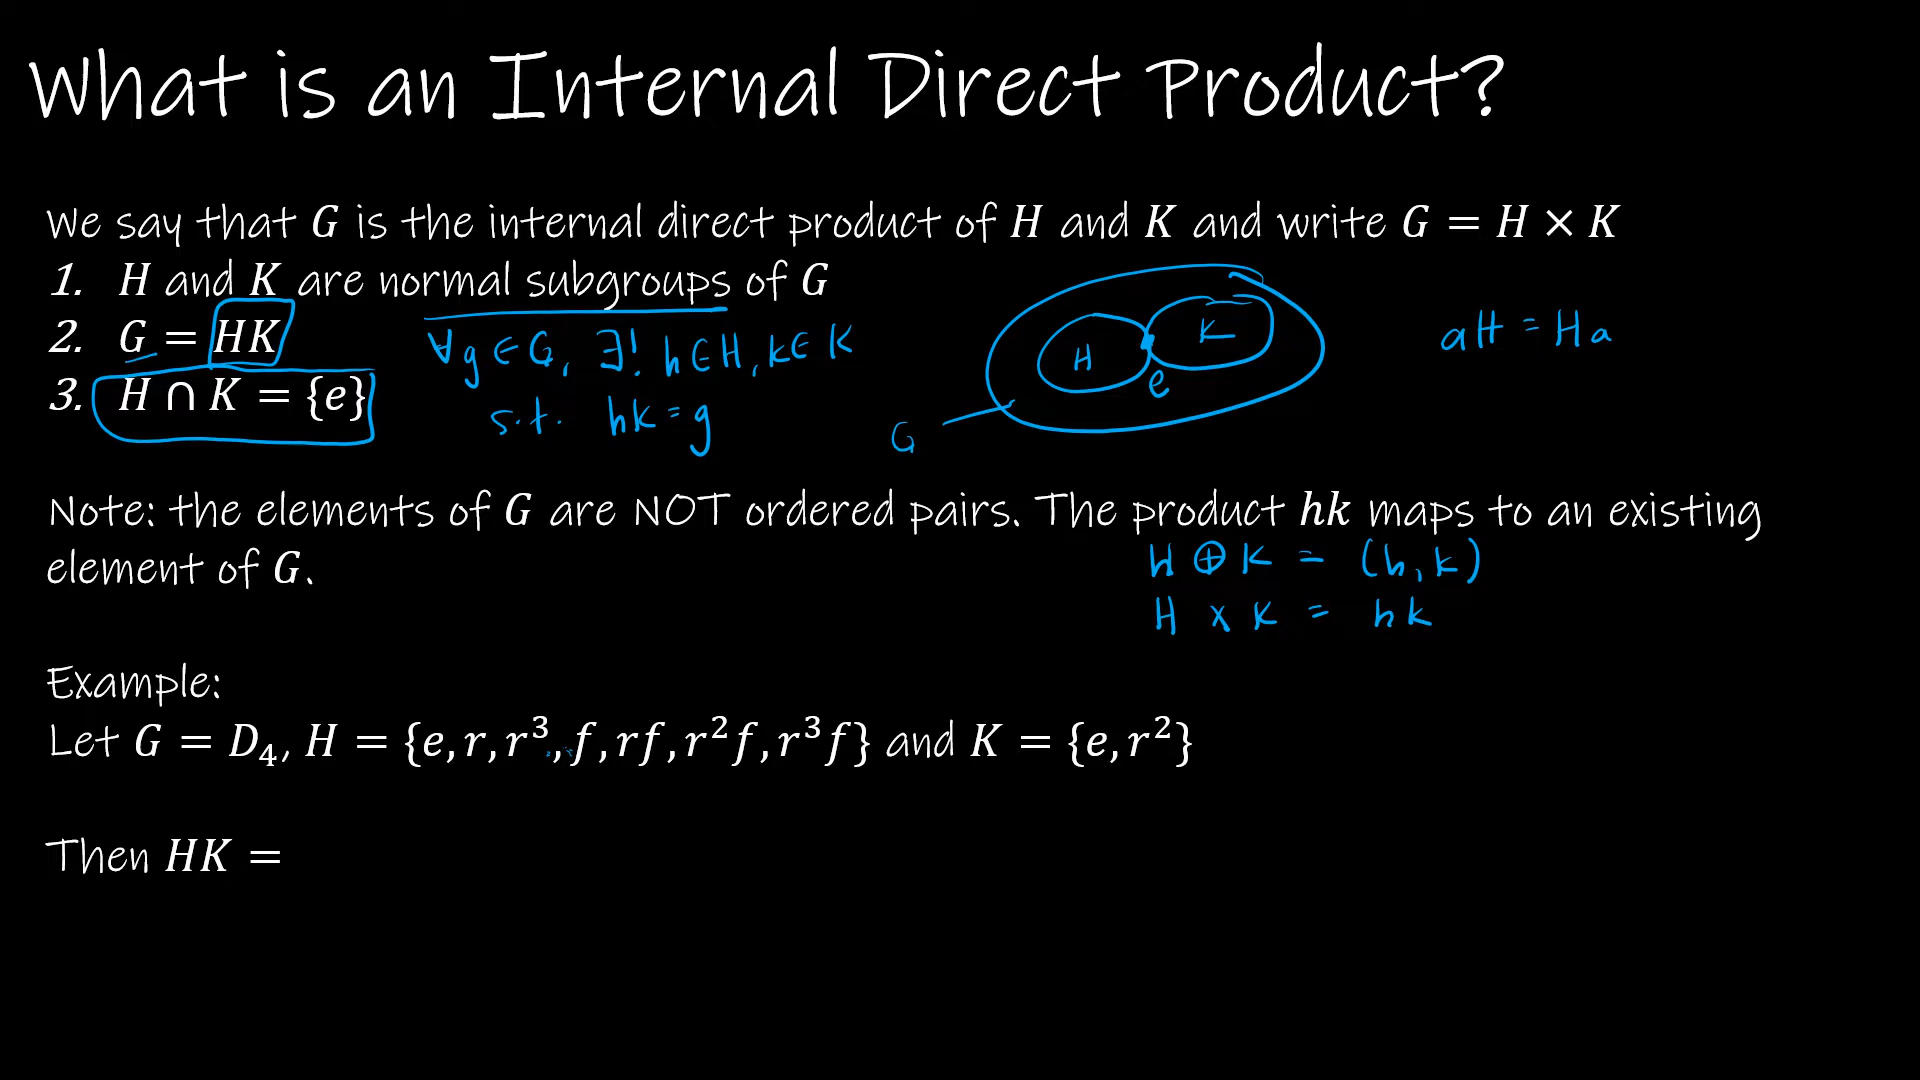 What is an Internal Direct Product?
We say that G is the internal direct product of H and K and write G = H × K
1. H and K are normal subgroups of G
2. G = HK
∀g∈G, ∃! h∈H, k∈K
H K aH = Ha
3. H ∩ K = {e}
s.t. hk = g
e
G
Note: the elements of G are NOT ordered pairs. The product hk maps to an existing
element of G.
H ⊕ K = (h,k)
H x K = hk
Example:
Let G = D₄, H = {e, r, r³, f, rf, r²f, r³f} and K = {e, r²}
Then HK =